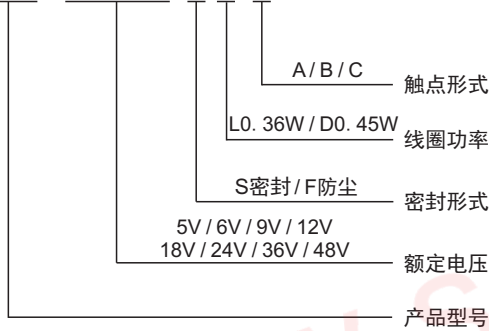 A / B / C
触点形式
L0. 36W / D0. 45W
线圈功率
S密封 / F防尘
密封形式
5V / 6V / 9V / 12V
18V / 24V / 36V / 48V
额定电压
产品型号